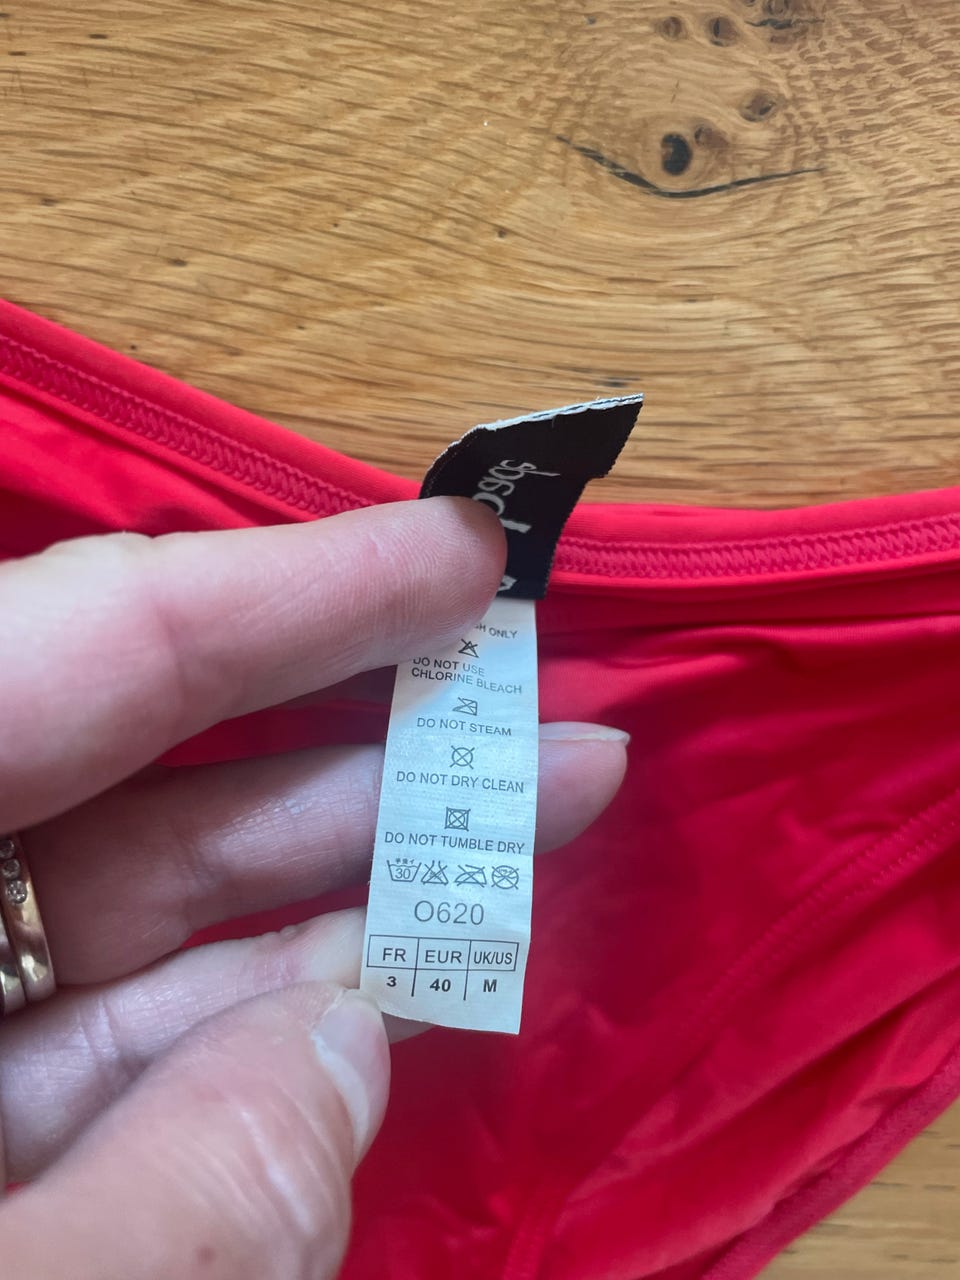 ONLY
DO NOT USE
CHLORINE BLEACH
DO NOT STEAM
DO NOT DRY CLEAN
DO NOT TUMBLE DRY
30
O620
FR EUR UK/US
3 40 M